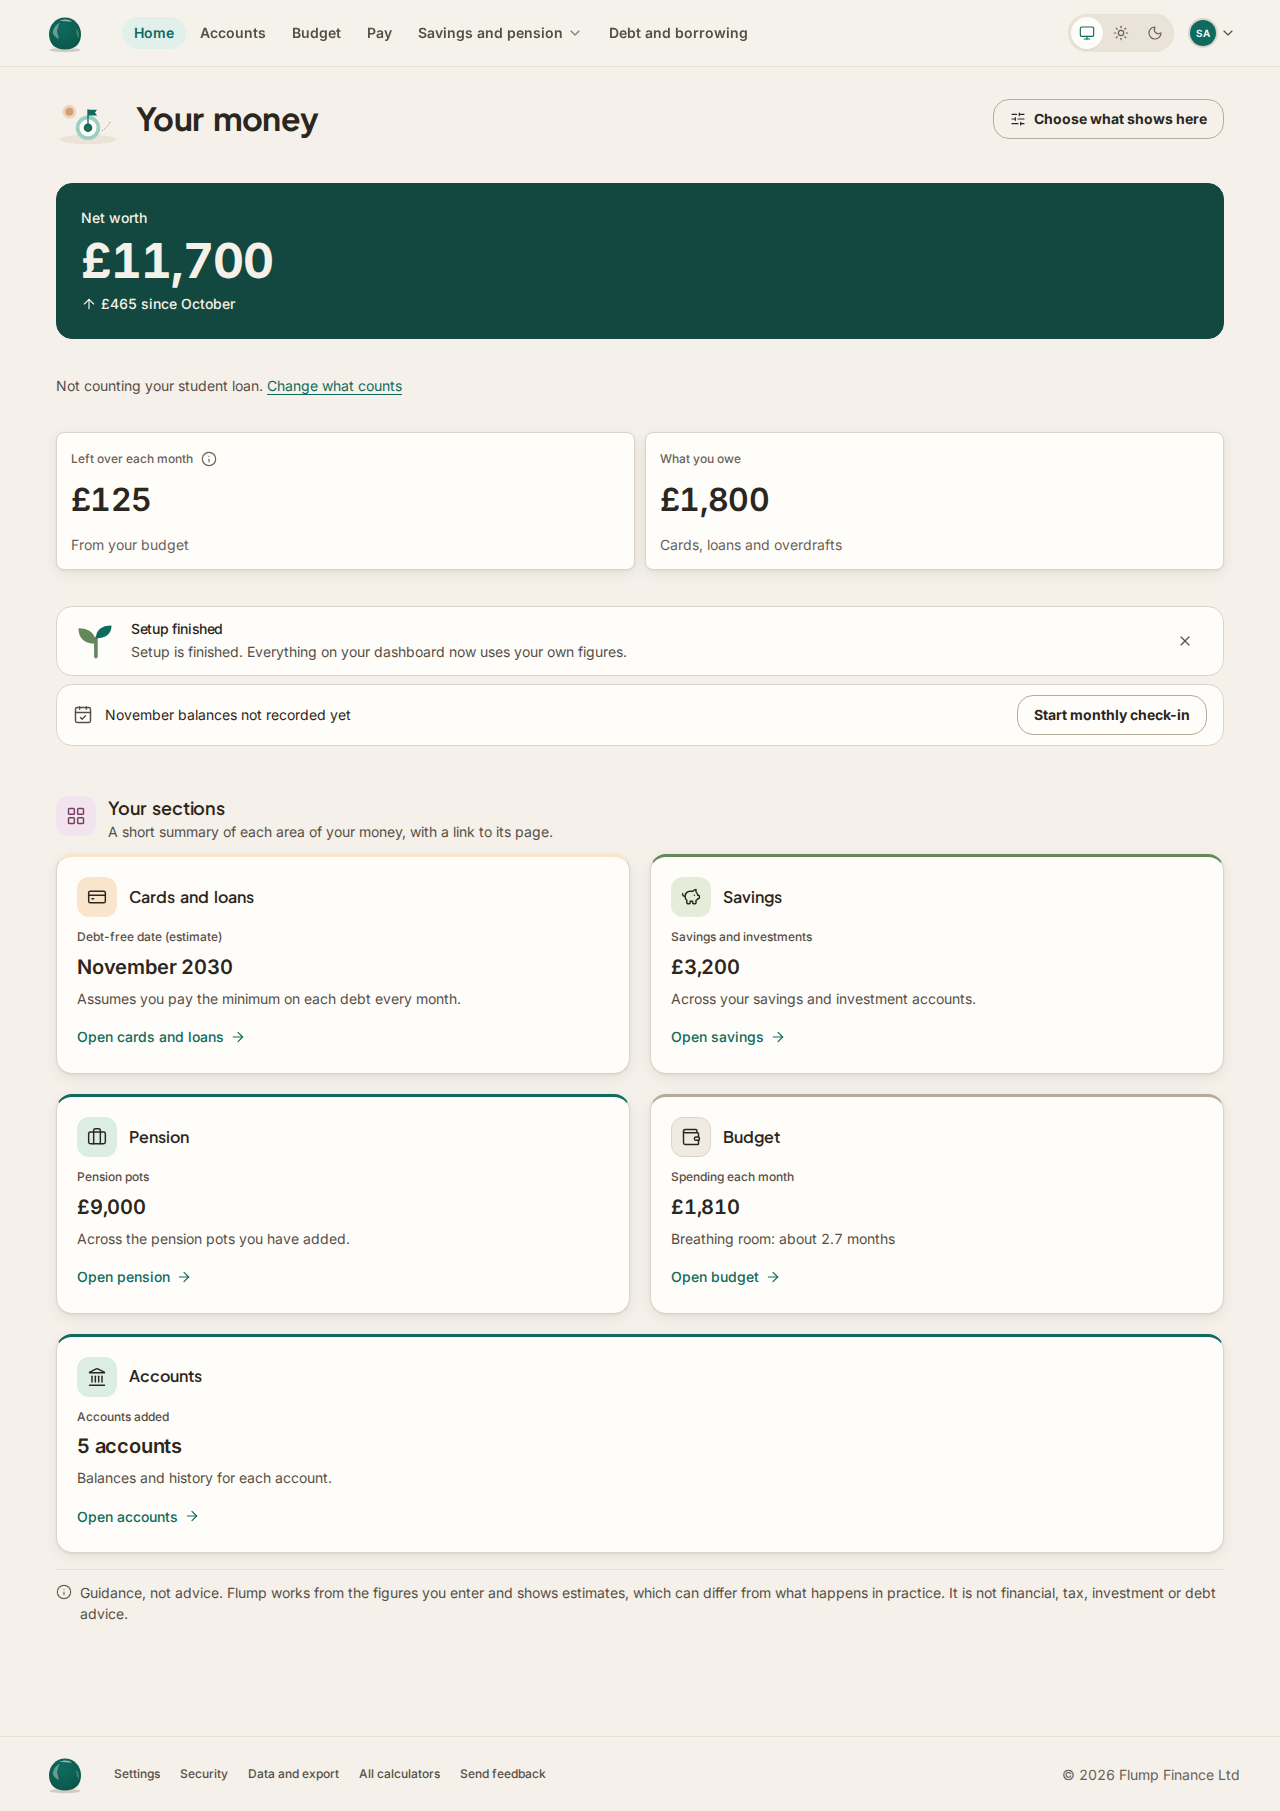 Home
Accounts
Budget
Pay
Savings and pension
Debt and borrowing
SA
Your money
Choose what shows here
Net worth
£11,700
£465 since October
Not counting your student loan. Change what counts
Left over each month
£125
From your budget
What you owe
£1,800
Cards, loans and overdrafts
Setup finished
Setup is finished. Everything on your dashboard now uses your own figures.
November balances not recorded yet
Start monthly check-in
Your sections
A short summary of each area of your money, with a link to its page.
Cards and loans
Debt-free date (estimate)
November 2030
Assumes you pay the minimum on each debt every month.
Open cards and loans
Savings
Savings and investments
£3,200
Across your savings and investment accounts.
Open savings
Pension
Pension pots
£9,000
Across the pension pots you have added.
Open pension
Budget
Spending each month
£1,810
Breathing room: about 2.7 months
Open budget
Accounts
Accounts added
5 accounts
Balances and history for each account.
Open accounts
Guidance, not advice. Flump works from the figures you enter and shows estimates, which can differ from what happens in practice. It is not financial, tax, investment or debt
advice.
Settings
Security
Data and export
All calculators
Send feedback
© 2026 Flump Finance Ltd